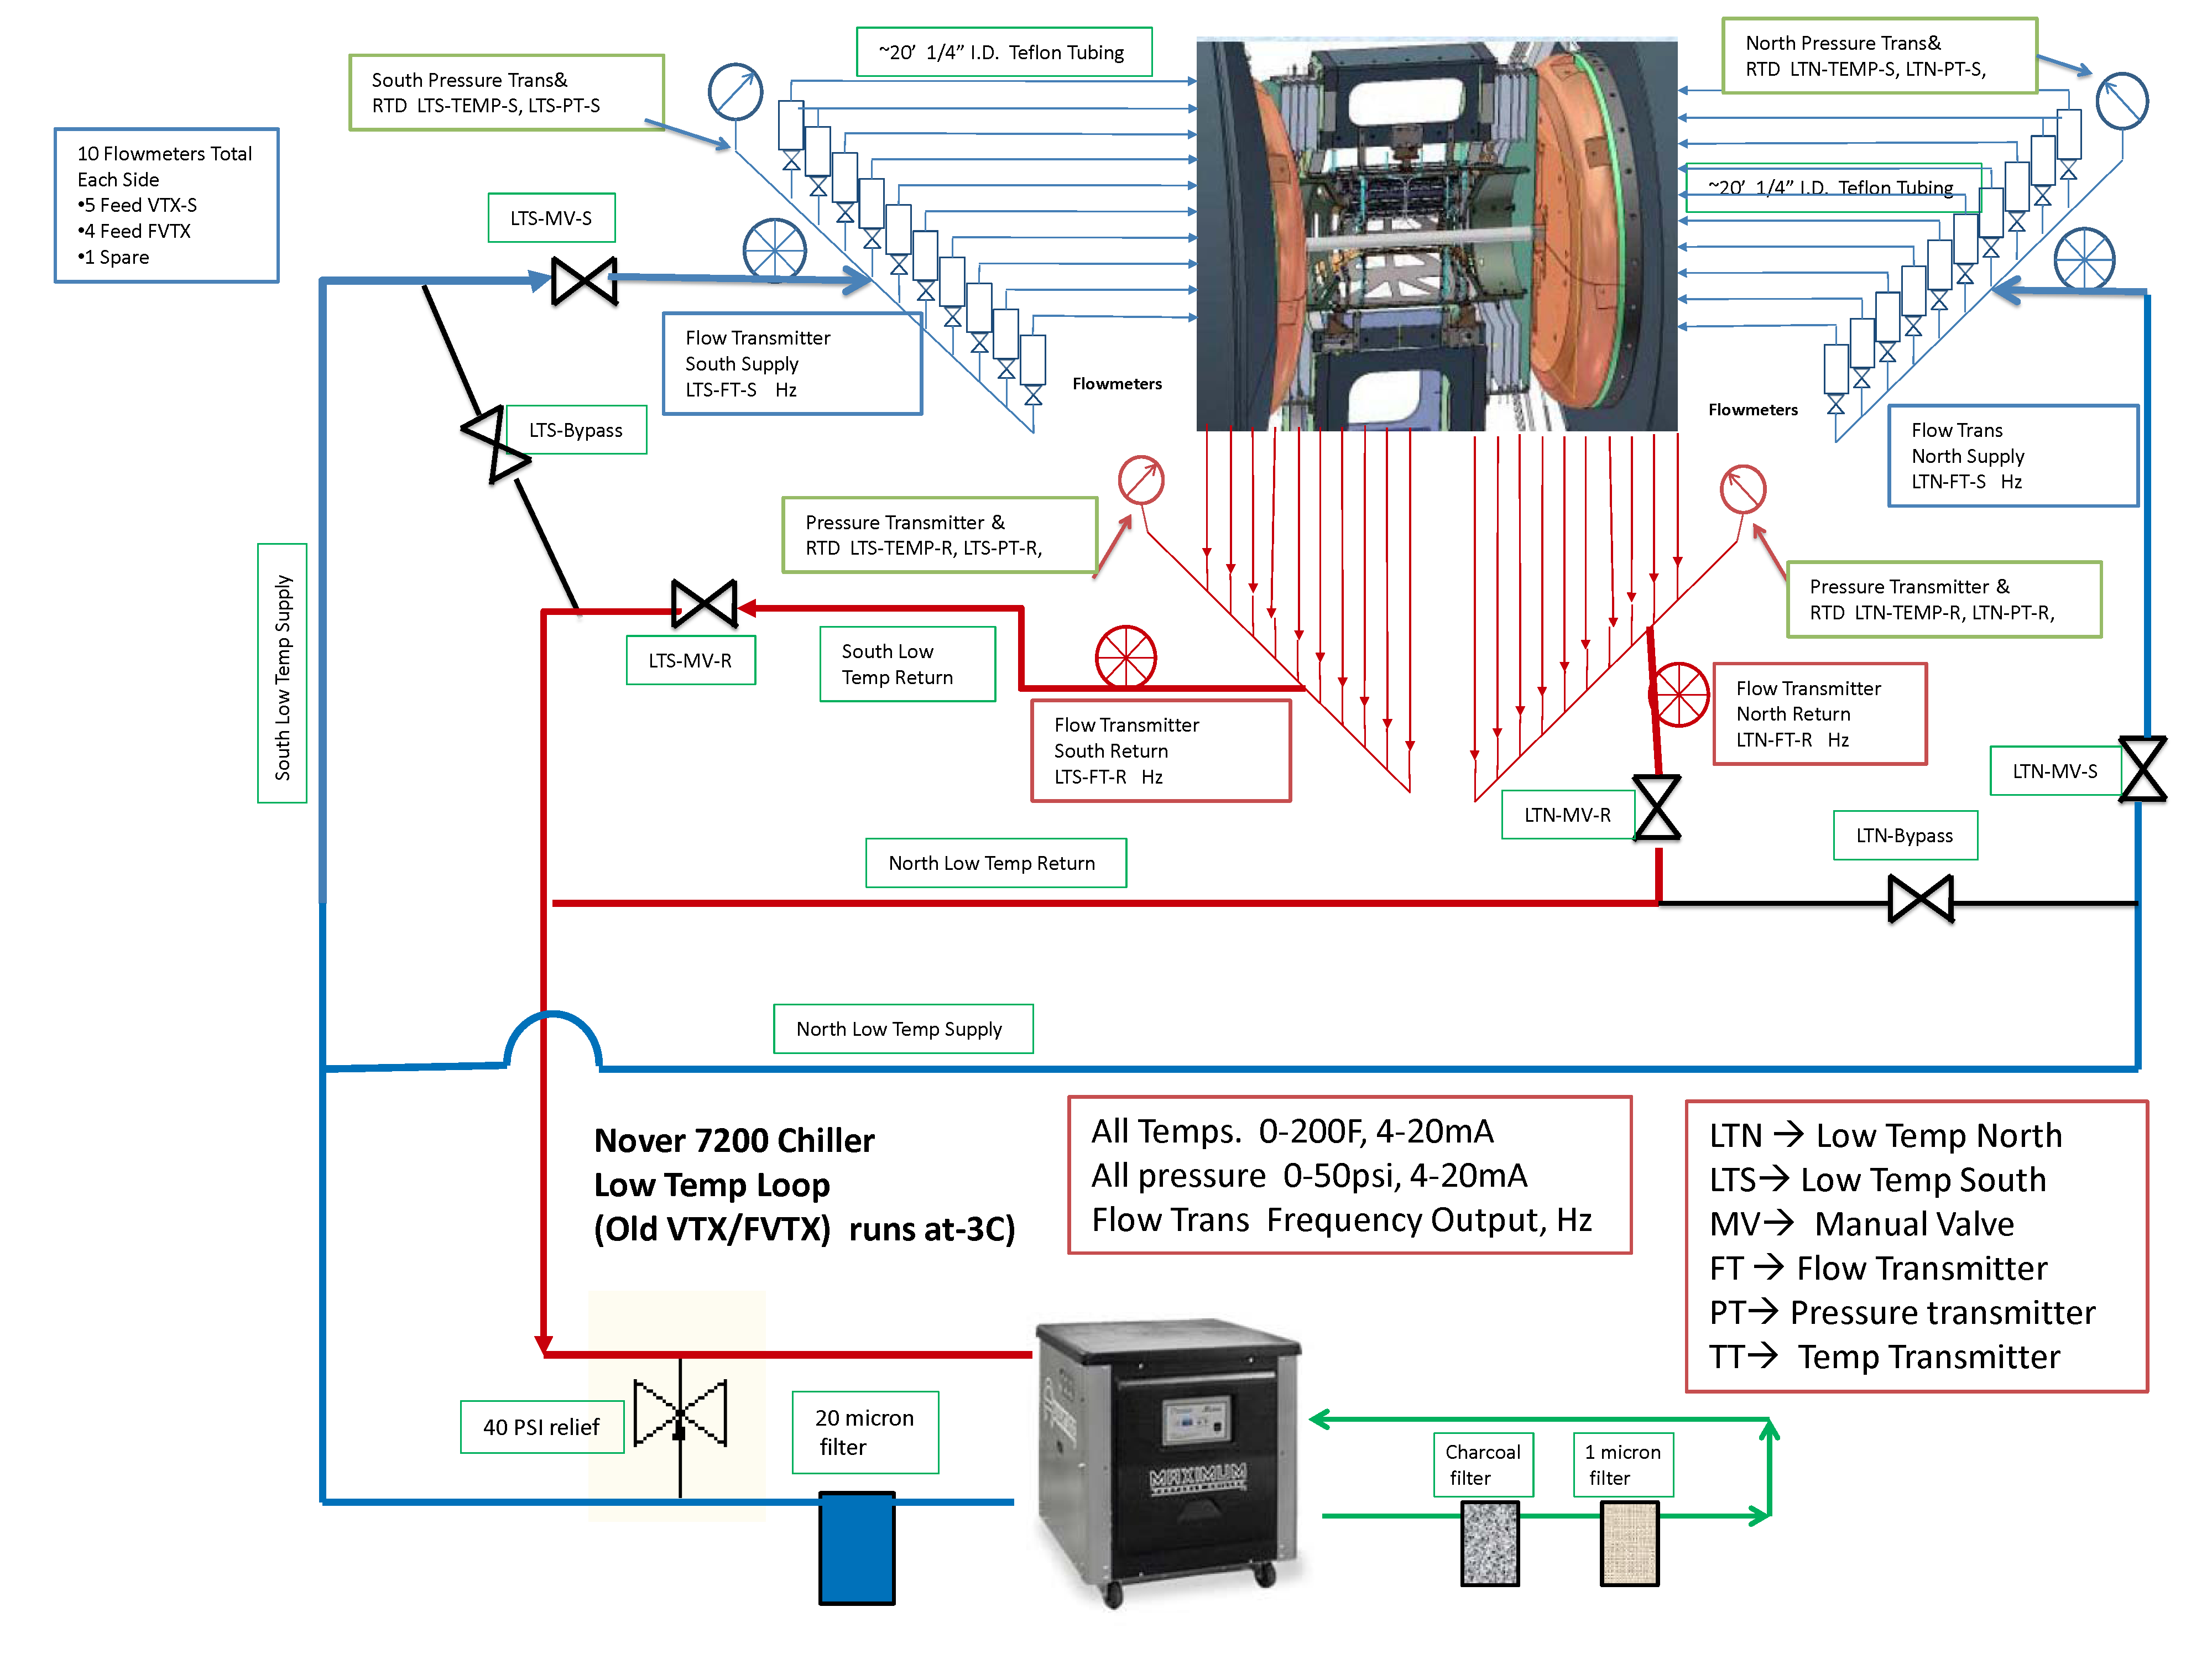 ~20' 1/4" I.D. Teflon Tubing
South Pressure Trans&
RTD LTS-TEMP-S, LTS-PT-S
North Pressure Trans&
RTD LTN-TEMP-S, LTN-PT-S,
10 Flowmeters Total
Each Side
•5 Feed VTX-S
•4 Feed FVTX
•1 Spare
LTS-MV-S
~20' 1/4" I.D. Teflon Tubing
Flow Transmitter
South Supply
LTS-FT-S Hz
Flowmeters
Flowmeters
LTS-Bypass
Flow Trans
North Supply
LTN-FT-S Hz
Pressure Transmitter &
RTD LTS-TEMP-R, LTS-PT-R,
Pressure Transmitter &
RTD LTN-TEMP-R, LTN-PT-R,
South Low Temp Supply
LTS-MV-R
South Low
Temp Return
Flow Transmitter
South Return
LTS-FT-R Hz
Flow Transmitter
North Return
LTN-FT-R Hz
LTN-MV-S
LTN-MV-R
LTN-Bypass
North Low Temp Return
North Low Temp Supply
Nover 7200 Chiller
Low Temp Loop
(Old VTX/FVTX) runs at-3C)
All Temps. 0-200F, 4-20mA
All pressure 0-50psi, 4-20mA
Flow Trans Frequency Output, Hz
LTN → Low Temp North
LTS→ Low Temp South
MV→ Manual Valve
FT → Flow Transmitter
PT→ Pressure transmitter
TT→ Temp Transmitter
40 PSI relief
20 micron
filter
MAXIMUM
Charcoal
filter
1 micron
filter